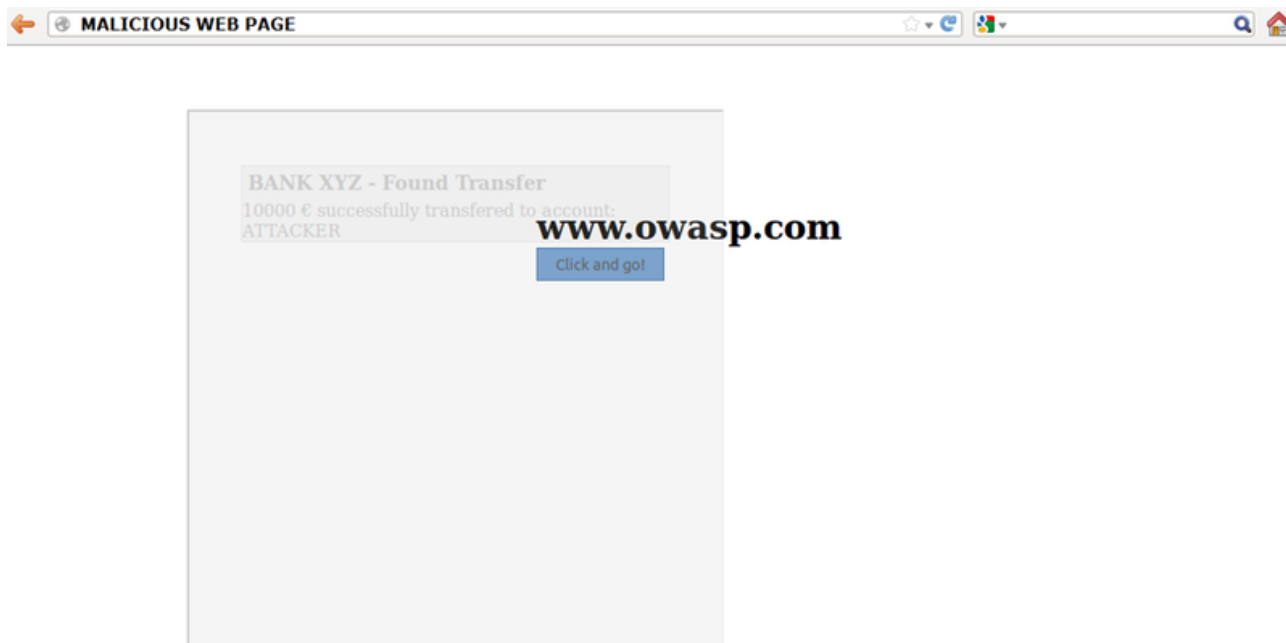 MALICIOUS WEB PAGE
BANK XYZ - Found Transfer
10000 € successfully transfered to account:
ATTACKER
www.owasp.com
Click and go!